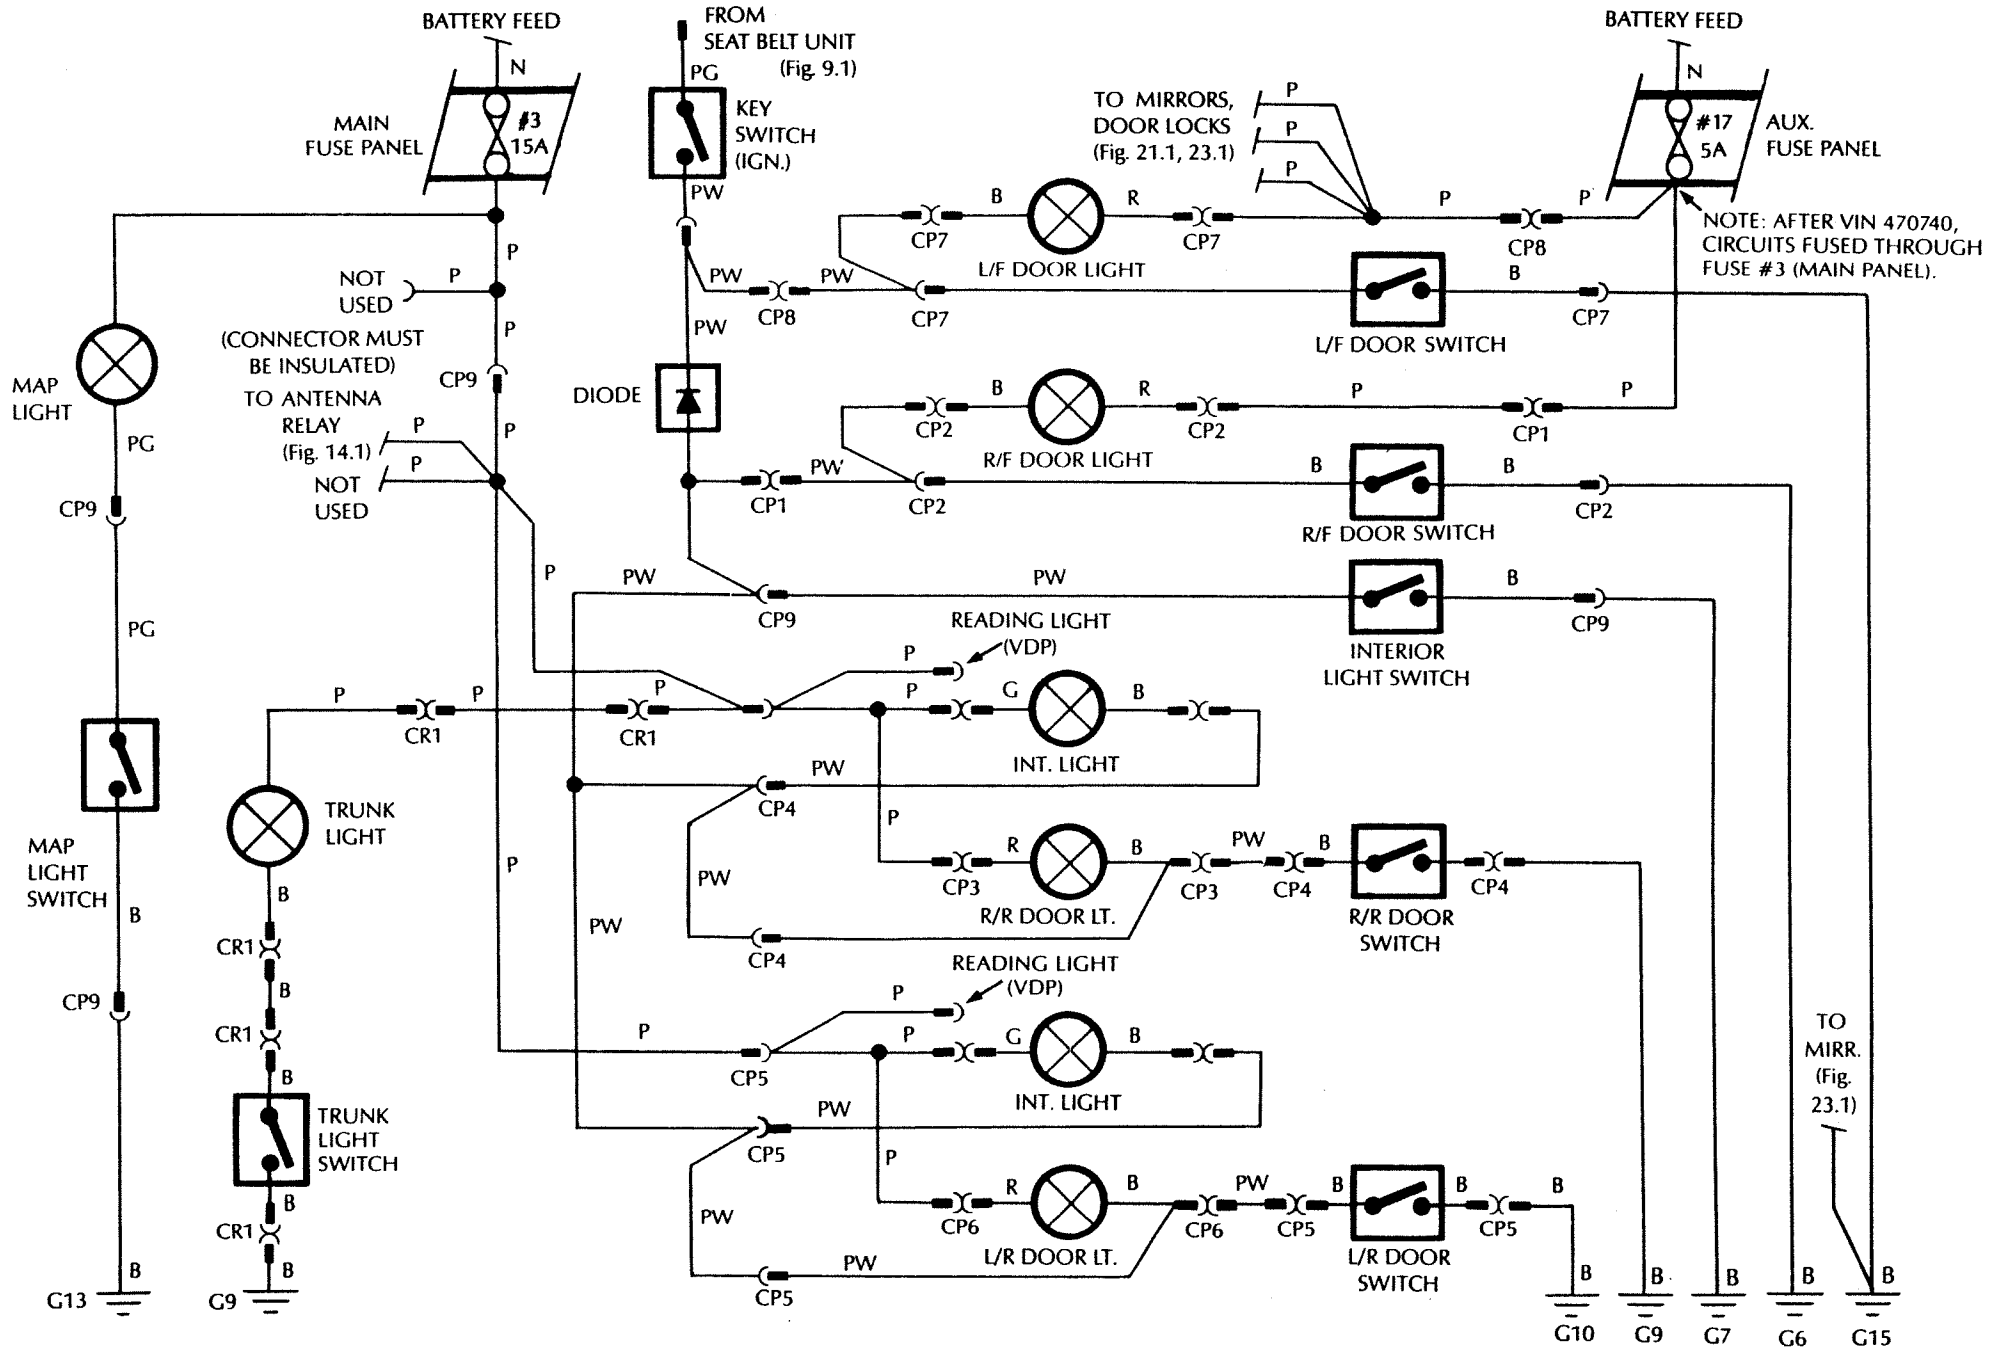 BATTERY FEED
N
MAIN
FUSE PANEL
#3
15A
FROM
SEAT BELT UNIT
(Fig. 9.1)
PG
KEY
SWITCH
(IGN.)
PW
BATTERY FEED
N
#17
5A
AUX.
FUSE PANEL
TO MIRRORS,
DOOR LOCKS
(Fig. 21.1, 23.1)
P
P
P
NOTE: AFTER VIN 470740,
CIRCUITS FUSED THROUGH
FUSE #3 (MAIN PANEL).
CP7
B
R
CP7
P
CP8
P
L/F DOOR LIGHT
P
NOT
USED
P
(CONNECTOR MUST
BE INSULATED)
P
CP9
PW
CP8
PW
CP7
B
CP7
L/F DOOR SWITCH
PW
DIODE
MAP
LIGHT
TO ANTENNA
RELAY
(Fig. 14.1)
P
P
NOT
USED
P
CP2
B
R
CP2
P
CP1
P
R/F DOOR LIGHT
PG
CP9
CP1
PW
CP2
B
B
CP2
R/F DOOR SWITCH
P
PW
CP9
PW
B
CP9
INTERIOR
LIGHT SWITCH
PG
READING LIGHT
(VDP)
P
P
CR1
P
CR1
P
P
G
B
INT. LIGHT
PW
CP4
TRUNK
LIGHT
MAP
LIGHT
SWITCH
B
P
P
CP3
R
B
CP3
PW
CP4
B
CP4
R/R DOOR LT.
R/R DOOR
SWITCH
PW
CP4
PW
B
CR1
B
CR1
B
CP9
READING LIGHT
(VDP)
P
P
CP5
P
G
B
INT. LIGHT
PW
CP5
TO
MIRR.
(Fig.
23.1)
TRUNK
LIGHT
SWITCH
B
CR1
B
P
CP6
R
B
CP6
PW
CP5
B
B
CP5
B
L/R DOOR LT.
L/R DOOR
SWITCH
PW
PW
CP5
B
G13
G9
B
B
B
B
B
G10
G9
G7
G6
G15